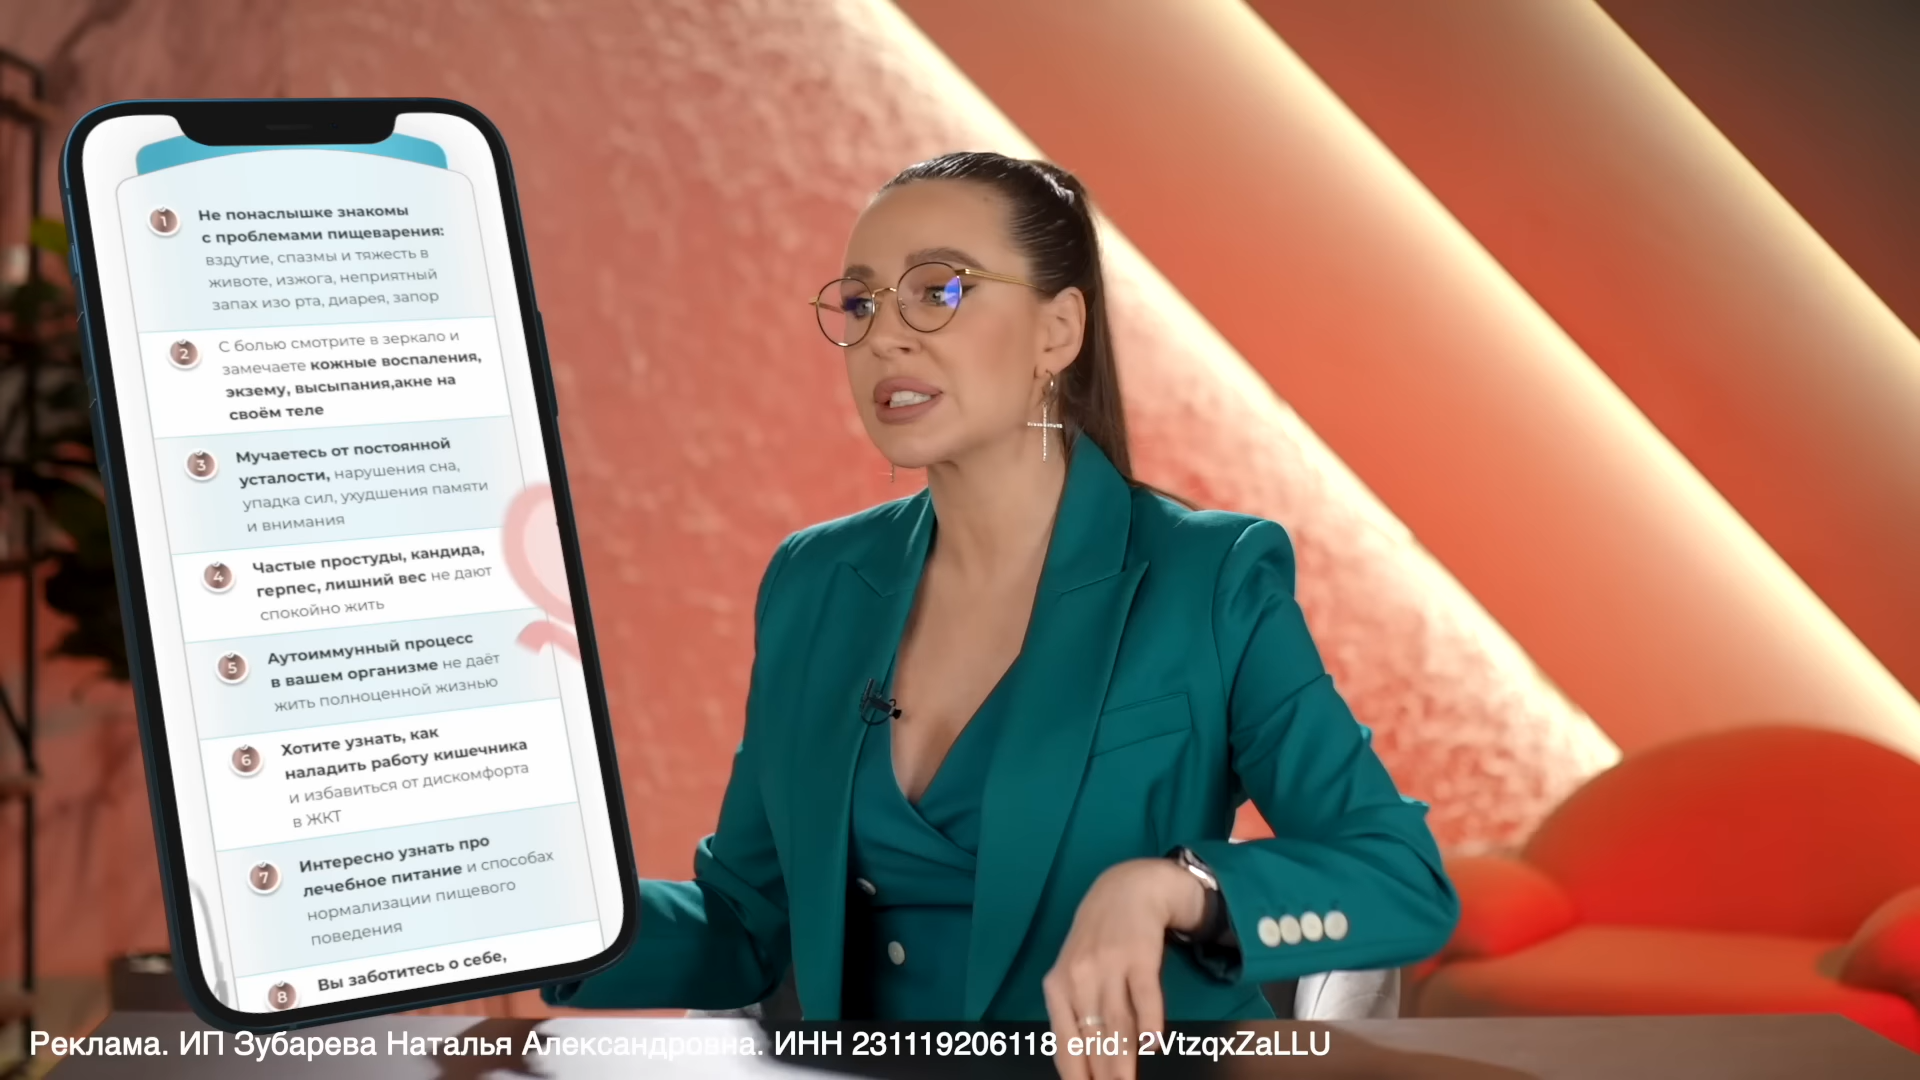 1
Не понаслышке знакомы
с проблемами пищеварения:
вздутие, спазмы и тяжесть в
животе, изжога, неприятный
запах изо рта, диарея, запор
2
С болью смотрите в зеркало и
замечаете кожные воспаления,
экзему, высыпания,акне на
своём теле
3
Мучаетесь от постоянной
усталости, нарушения сна,
упадка сил, ухудшения памяти
и внимания
4
Частые простуды, кандида,
герпес, лишний вес не дают
спокойно жить
5
Аутоиммунный процесс
в вашем организме не даёт
жить полноценной жизнью
6
Хотите узнать, как
наладить работу кишечника
и избавиться от дискомфорта
в ЖКТ
7
Интересно узнать про
лечебное питание и способах
нормализации пищевого
поведения
8
Вы заботитесь о себе,
Реклама. ИП Зубарева Наталья Александровна. ИНН 231119206118 erid: 2VtzqxZaLLU